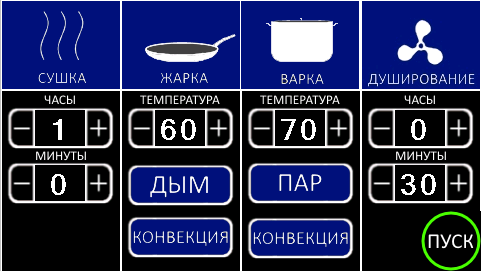 СУШКА
ЖАРКА
ВАРКА
ДУШИРОВАНИЕ
ЧАСЫ
− 1 +
МИНУТЫ
− 0 +
ТЕМПЕРАТУРА
− 60 +
ДЫМ
КОНВЕКЦИЯ
ТЕМПЕРАТУРА
− 70 +
ПАР
КОНВЕКЦИЯ
ЧАСЫ
− 0 +
МИНУТЫ
− 30 +
ПУСК